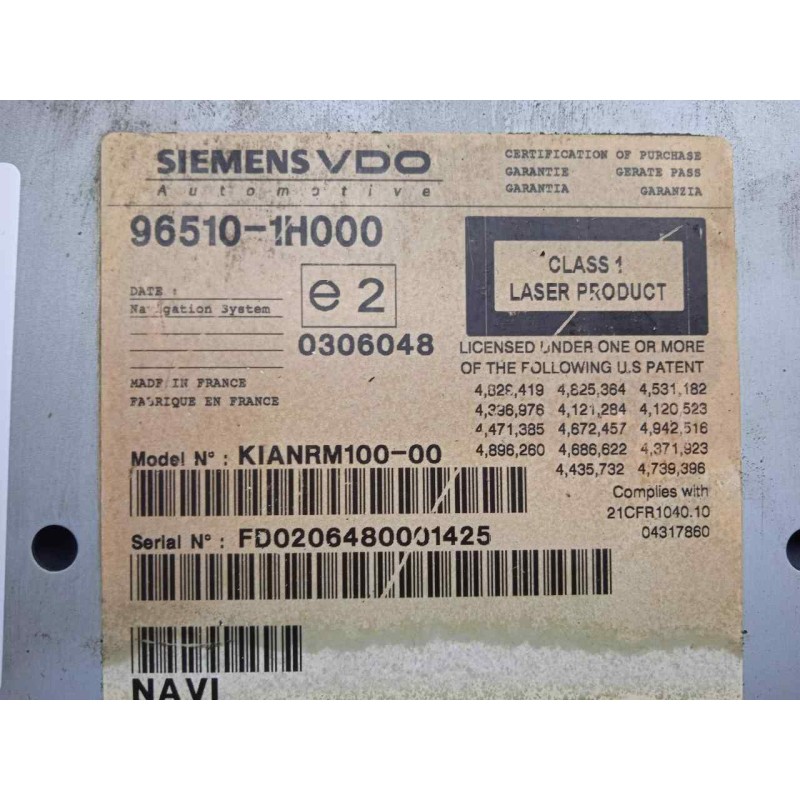 SIEMENS VDO
Automotive
CERTIFICATION OF PURCHASE
GARANTIE GERATE PASS
GARANTIA GARANZIA
96510-1H000
CLASS 1
LASER PRODUCT
DATE :
Navigation System
e2
0306048
LICENSED UNDER ONE OR MORE
OF THE FOLLOWING U.S PATENT
MADE IN FRANCE
FABRIQUE EN FRANCE
4,825,364 4,531,182
4,396,976 4,121,284 4,120,523
4,471,385 4,672,457 4,942,516
4,896,260 4,686,622 4,371,923
4,435,732 4,739,396
Model N° : KIANRM100-00
Complies with
21CFR1040.10
04317860
Serial N° : FD0206480001425
NAVI